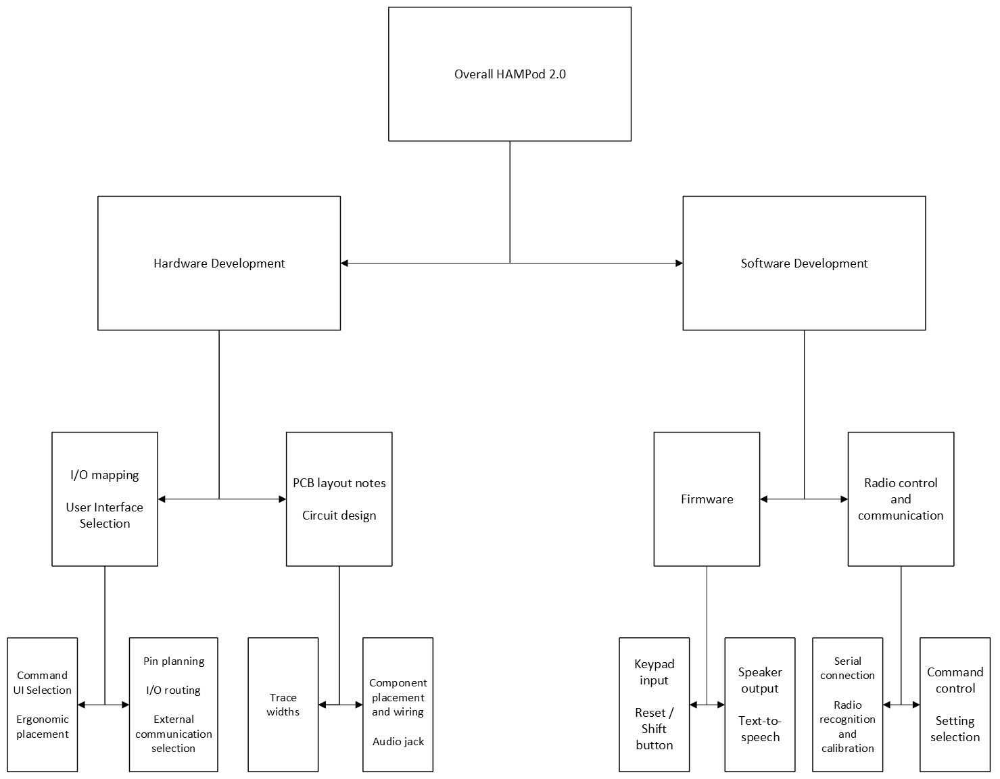 Overall HAMPod 2.0
Hardware Development
Software Development
I/O mapping
User Interface
Selection
PCB layout notes
Circuit design
Firmware
Radio control
and
communication
Command
UI Selection
Ergonomic
placement
Pin planning
I/O routing
External
communication
selection
Trace
widths
Component
placement
and wiring
Audio jack
Keypad
input
Reset /
Shift
button
Speaker
output
Text-to-
speech
Serial
connection
Radio
recognition
and
calibration
Command
control
Setting
selection